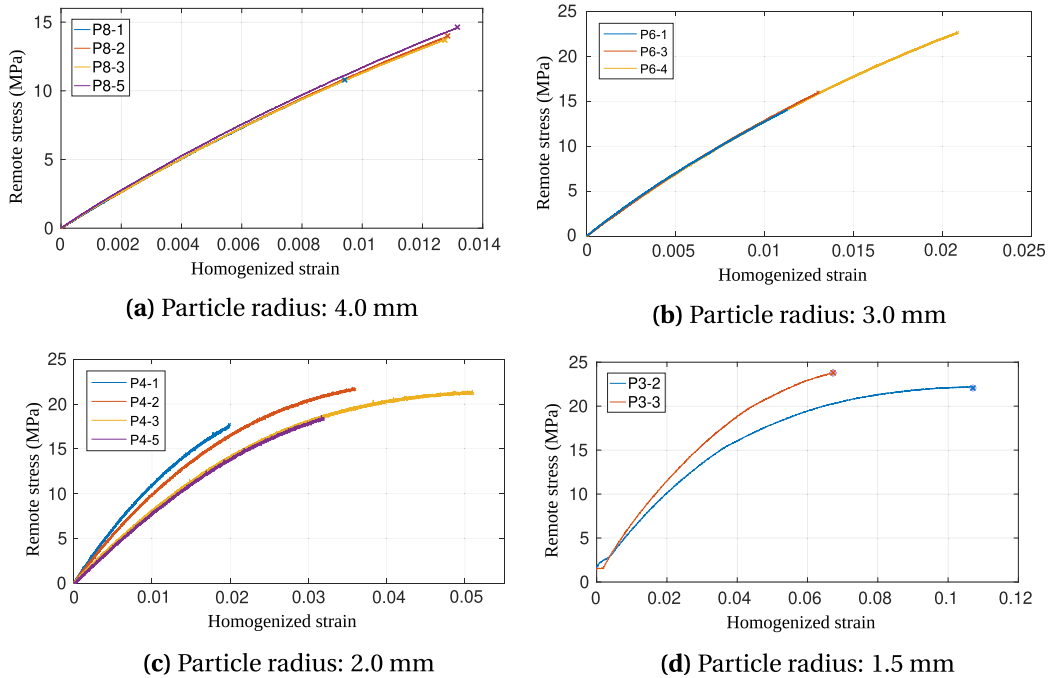 15
10
5
0
Remote stress (MPa)
P8-1
P8-2
P8-3
P8-5
0 0.002 0.004 0.006 0.008 0.01 0.012 0.014
Homogenized strain
(a) Particle radius: 4.0 mm
25
20
15
10
5
0
Remote stress (MPa)
P6-1
P6-3
P6-4
0 0.005 0.01 0.015 0.02 0.025
Homogenized strain
(b) Particle radius: 3.0 mm
25
20
15
10
5
0
Remote stress (MPa)
P4-1
P4-2
P4-3
P4-5
0 0.01 0.02 0.03 0.04 0.05
Homogenized strain
(c) Particle radius: 2.0 mm
25
20
15
10
5
0
Remote stress (MPa)
P3-2
P3-3
0 0.02 0.04 0.06 0.08 0.1 0.12
Homogenized strain
(d) Particle radius: 1.5 mm